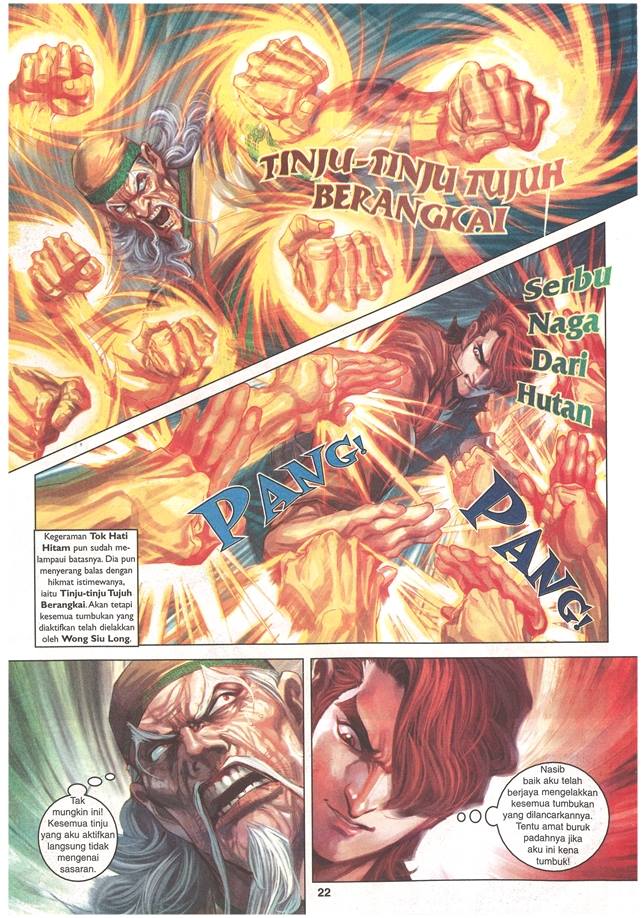 TINJU-TINJU TUJUH
BERANGKAI
Serbu
Naga
Dari
Hutan
PANG!
PANG!
Kegeraman Tok Hati
Hitam pun sudah me-
lampaui batasnya. Dia pun
menyerang balas dengan
hikmat istimewanya,
iaitu Tinju-tinju Tujuh
Berangkai. Akan tetapi
kesemua tumbukan yang
diaktifkan telah dielakkan
oleh Wong Siu Long.
Tak
mungkin ini!
Kesemua tinju
yang aku aktifkan
langsung tidak
mengenai
sasaran.
Nasib
baik aku telah
berjaya mengelakkan
kesemua tumbukan
yang dilancarkannya.
Tentu amat buruk
padahnya jika
aku ini kena
tumbuk!
22